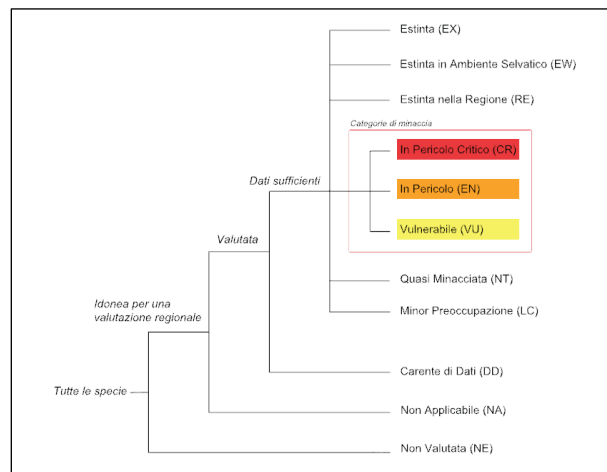 Estinta (EX)
Estinta in Ambiente Selvatico (EW)
Estinta nella Regione (RE)
Categorie di minaccia
In Pericolo Critico (CR)
Dati sufficienti
In Pericolo (EN)
Vulnerabile (VU)
Valutata
Quasi Minacciata (NT)
Idonea per una
valutazione regionale
Minor Preoccupazione (LC)
Carente di Dati (DD)
Tutte le specie
Non Applicabile (NA)
Non Valutata (NE)